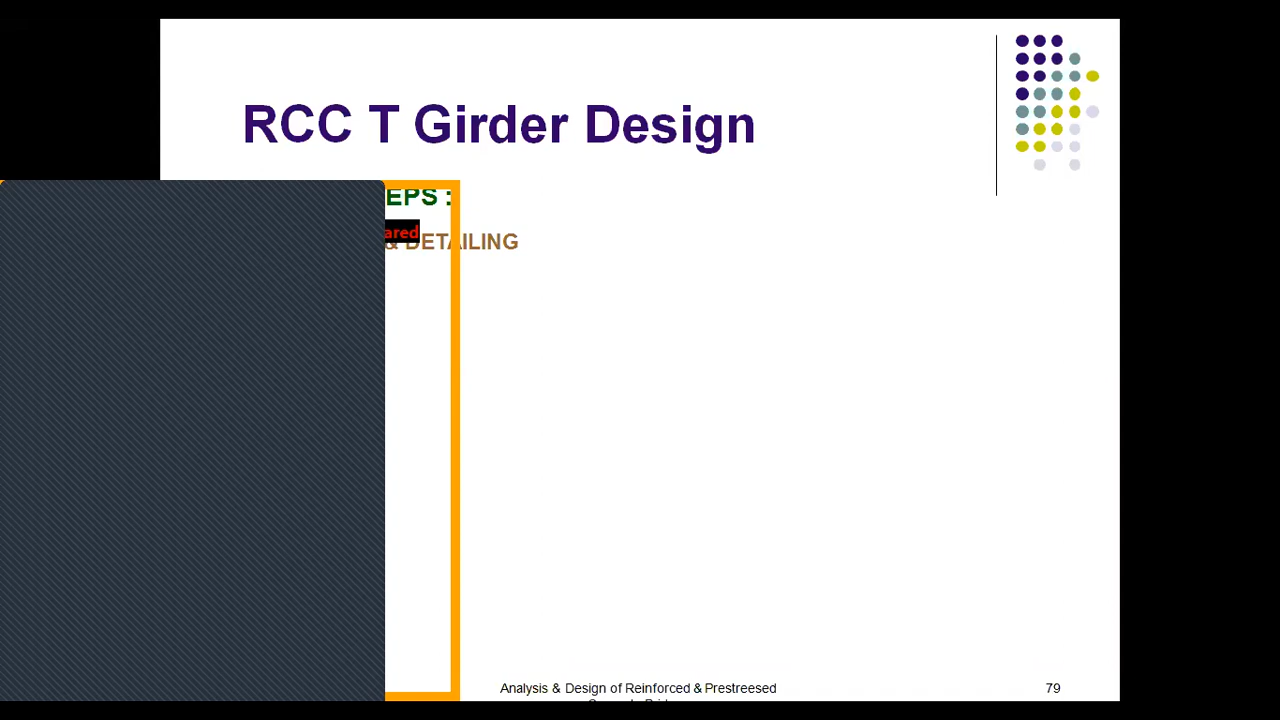 RCC T Girder Design
EPS :
ared
& DETAILING
Analysis & Design of Reinforced & Prestreesed
79